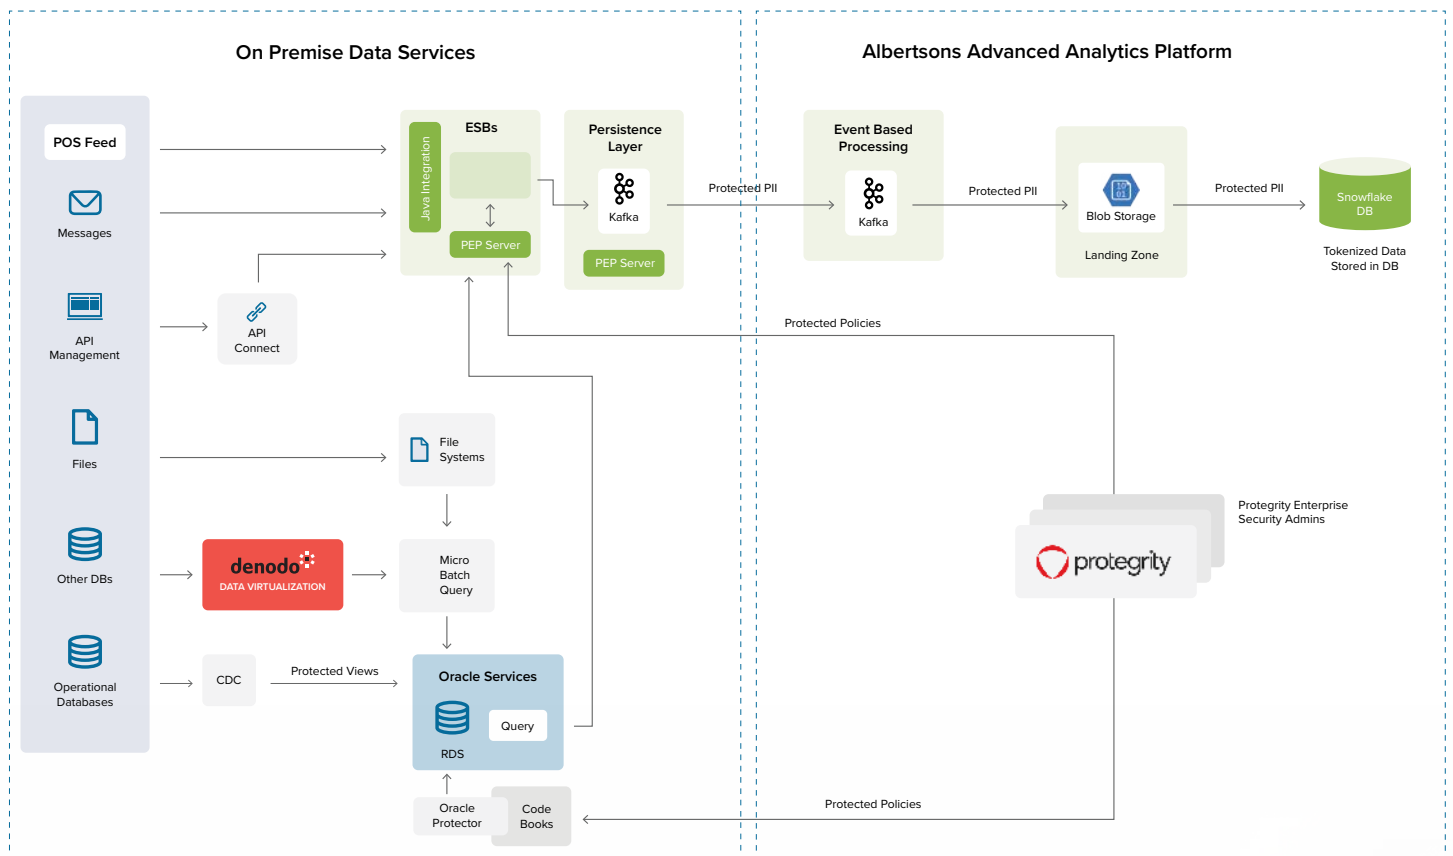 On Premise Data Services
Albertsons Advanced Analytics Platform
POS Feed
Messages
API
Management
Files
Other DBs
Operational
Databases
API
Connect
denodo
DATA VIRTUALIZATION
CDC
Protected Views
ESBs
Java Integration
PEP Server
Persistence
Layer
Kafka
PEP Server
Protected PII
Event Based
Processing
Kafka
Protected PII
Blob Storage
Landing Zone
Protected PII
Snowflake
DB
Tokenized Data
Stored in DB
Protected Policies
File
Systems
Micro
Batch
Query
Oracle Services
RDS
Query
Oracle
Protector
Code
Books
Protected Policies
Protegrity Enterprise
Security Admins
protegrity
10
01